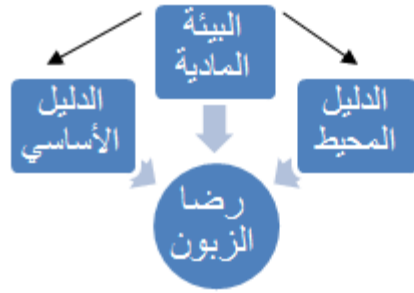 البيئة
المادية
الدليل
المحيط
الدليل
الأساسي
رضا
الزبون